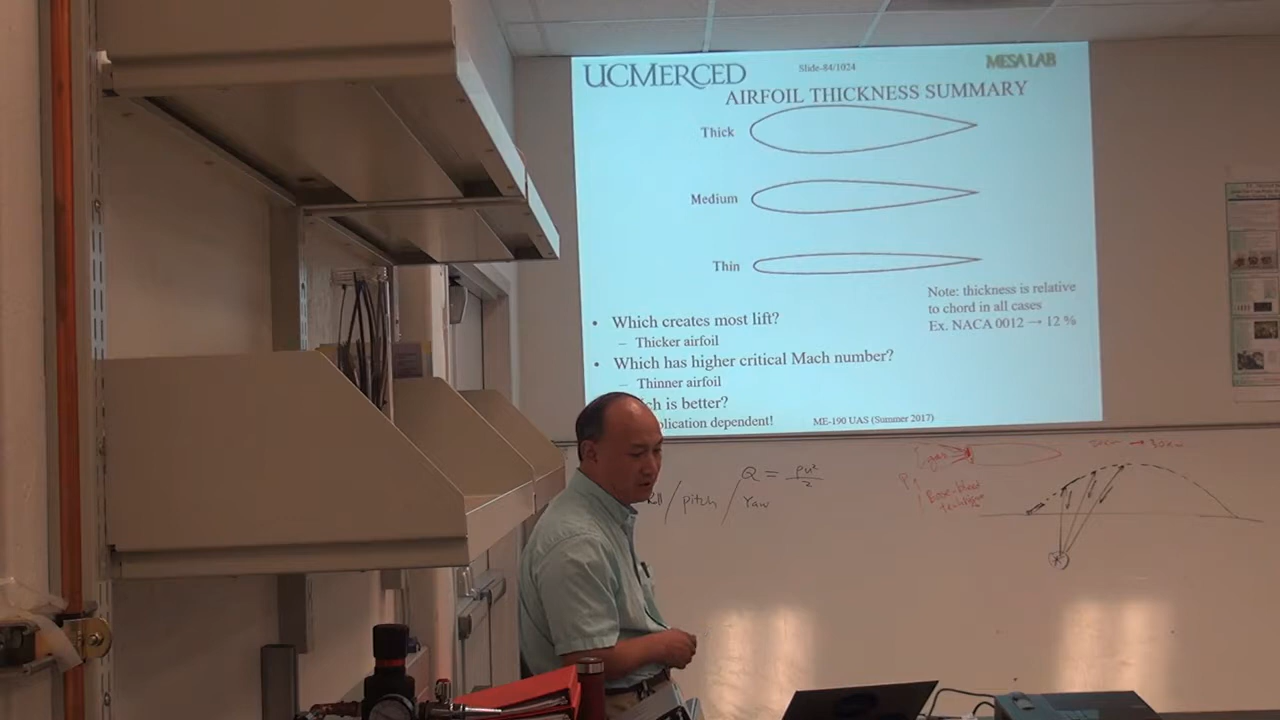 UCMERCED
Slide-84/1024
MESA LAB
AIRFOIL THICKNESS SUMMARY
Thick
Medium
Thin
Note: thickness is relative
to chord in all cases
Ex. NACA 0012 → 12 %
• Which creates most lift?
– Thicker airfoil
• Which has higher critical Mach number?
– Thinner airfoil
is better?
dependent!
ME-190 UAS (Summer 2017)
Q = ρu²/2
/ pitch / Yaw